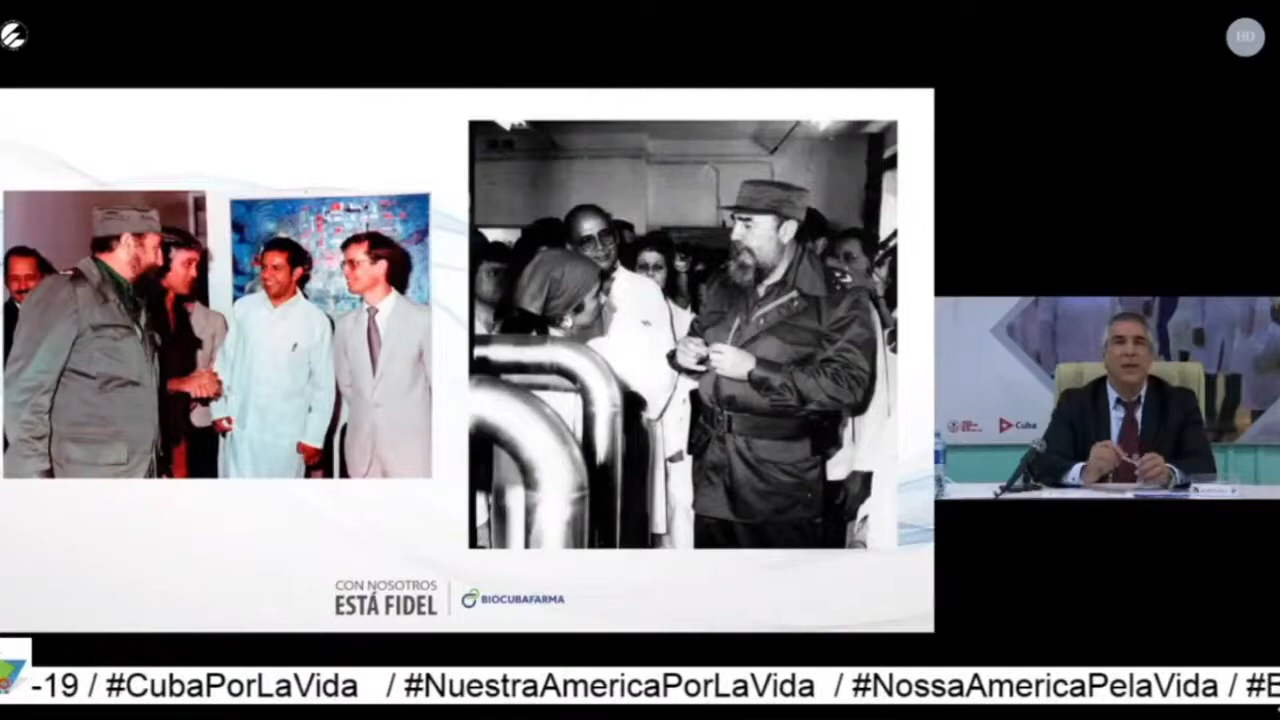 HD
Cuba
CON NOSOTROS
ESTÁ FIDEL
BIOCUBAFARMA
-19 / #CubaPorLaVida / #NuestraAmericaPorLaVida / #NossaAmericaPelaVida / #E